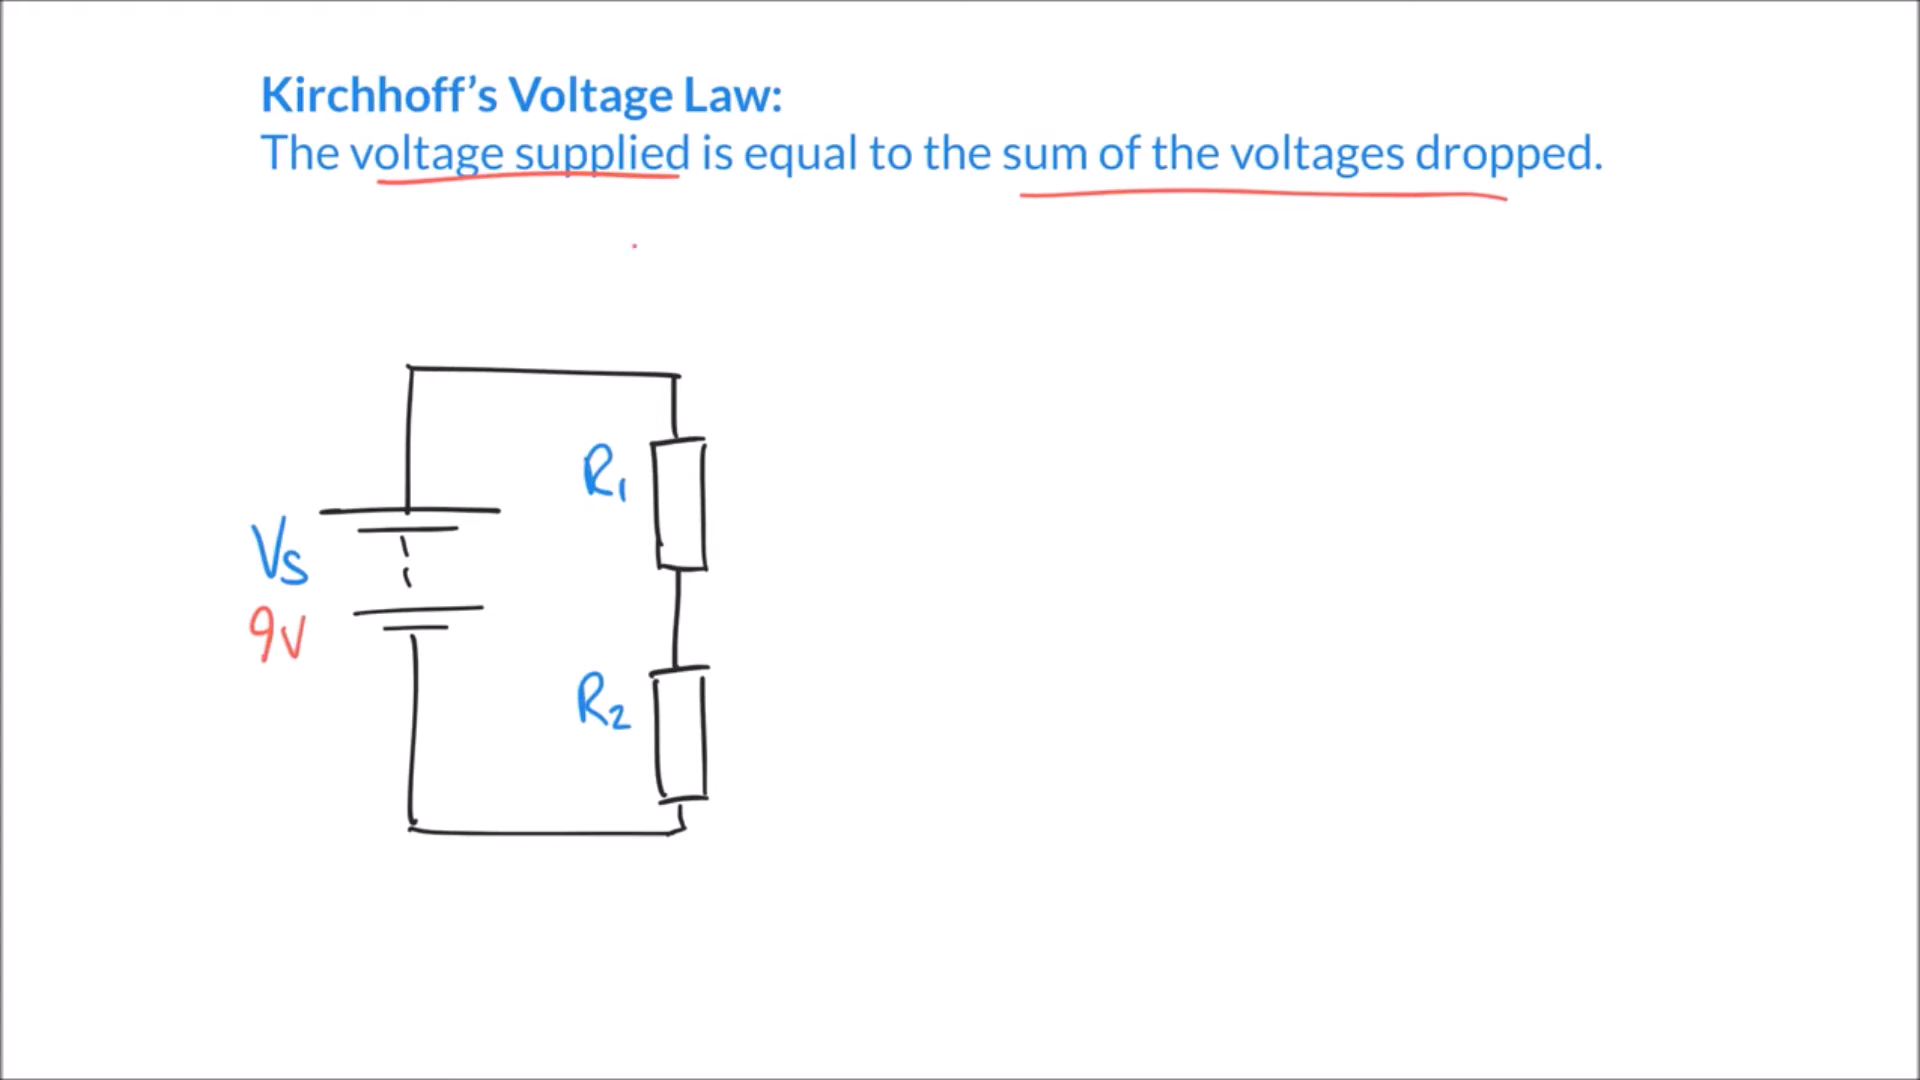 Kirchhoff’s Voltage Law:
The voltage supplied is equal to the sum of the voltages dropped.
R1
Vs
9V
R2